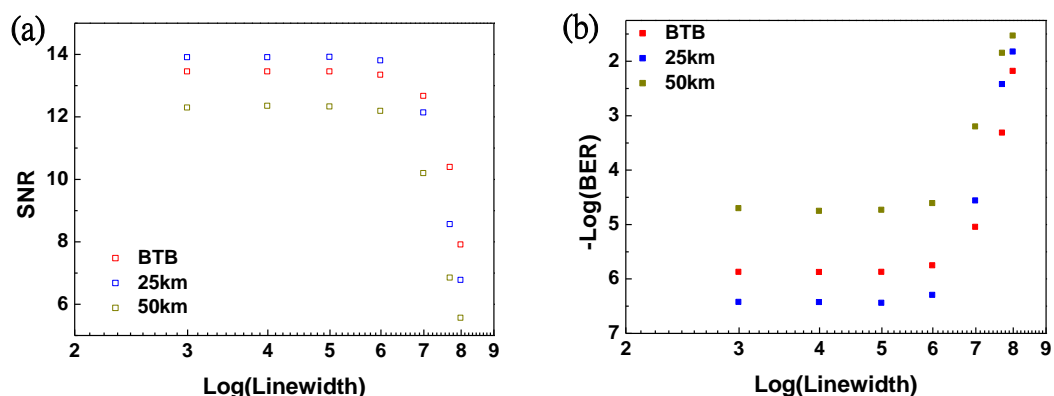 (a)
14
12
10
8
6
SNR
BTB
25km
50km
2 3 4 5 6 7 8 9
Log(Linewidth)
(b)
BTB
25km
50km
2
3
4
5
6
7
-Log(BER)
2 3 4 5 6 7 8 9
Log(Linewidth)